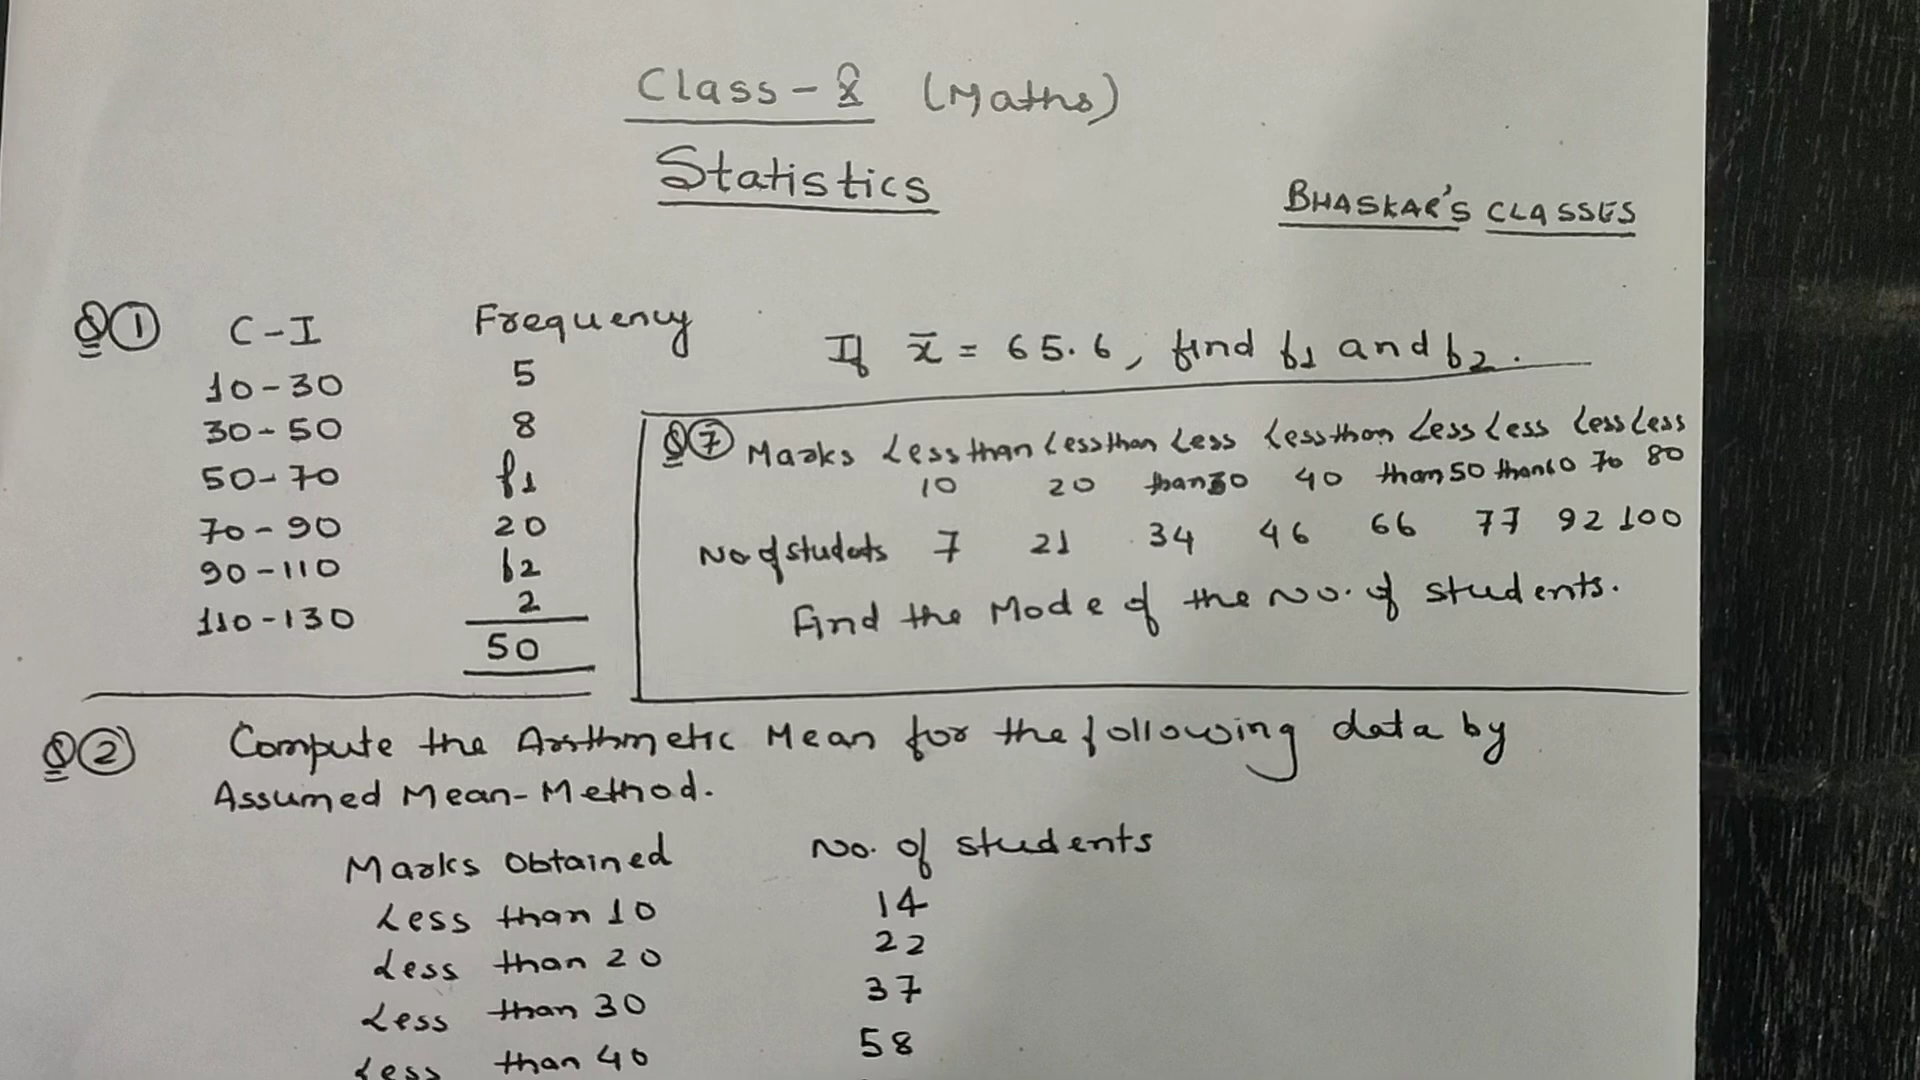 Class - X (Maths)
Statistics
BHASKAR'S CLASSES
Q 1 C-I Frequency
10-30 5
30-50 8
50-70 f1
70-90 20
90-110 f2
110-130 2
50
If x̄ = 65.6, find f1 and f2.
Q 7 Marks Less than Less than Less Less than Less Less Less Less
10 20 than 30 40 than 50 than 60 70 80
No of students 7 21 34 46 66 77 92 100
Find the Mode of the No. of students.
Q 2 Compute the Arithmetic Mean for the following data by
Assumed Mean-Method.
Marks Obtained No. of students
Less than 10 14
Less than 20 22
Less than 30 37
Less than 40 58